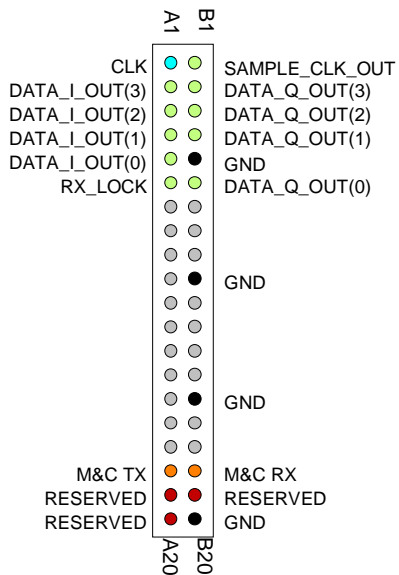 A1 B1
CLK SAMPLE_CLK_OUT
DATA_I_OUT(3) DATA_Q_OUT(3)
DATA_I_OUT(2) DATA_Q_OUT(2)
DATA_I_OUT(1) DATA_Q_OUT(1)
DATA_I_OUT(0) GND
RX_LOCK DATA_Q_OUT(0)
GND
GND
M&C TX M&C RX
RESERVED RESERVED
RESERVED GND
A20 B20